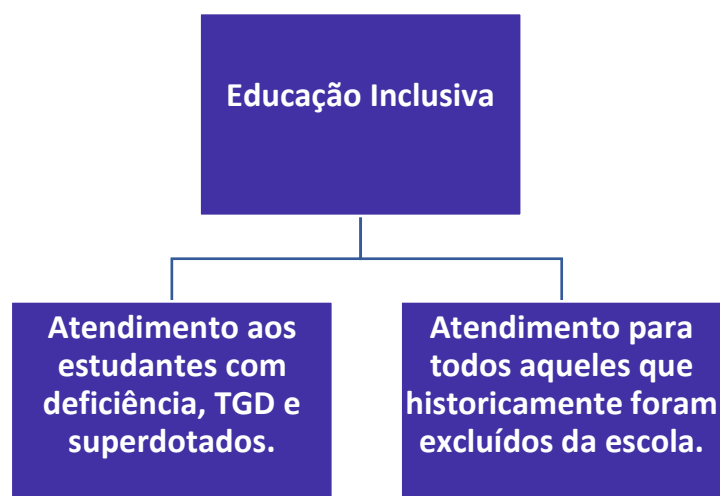 Educação Inclusiva
Atendimento aos
estudantes com
deficiência, TGD e
superdotados.
Atendimento para
todos aqueles que
historicamente foram
excluídos da escola.